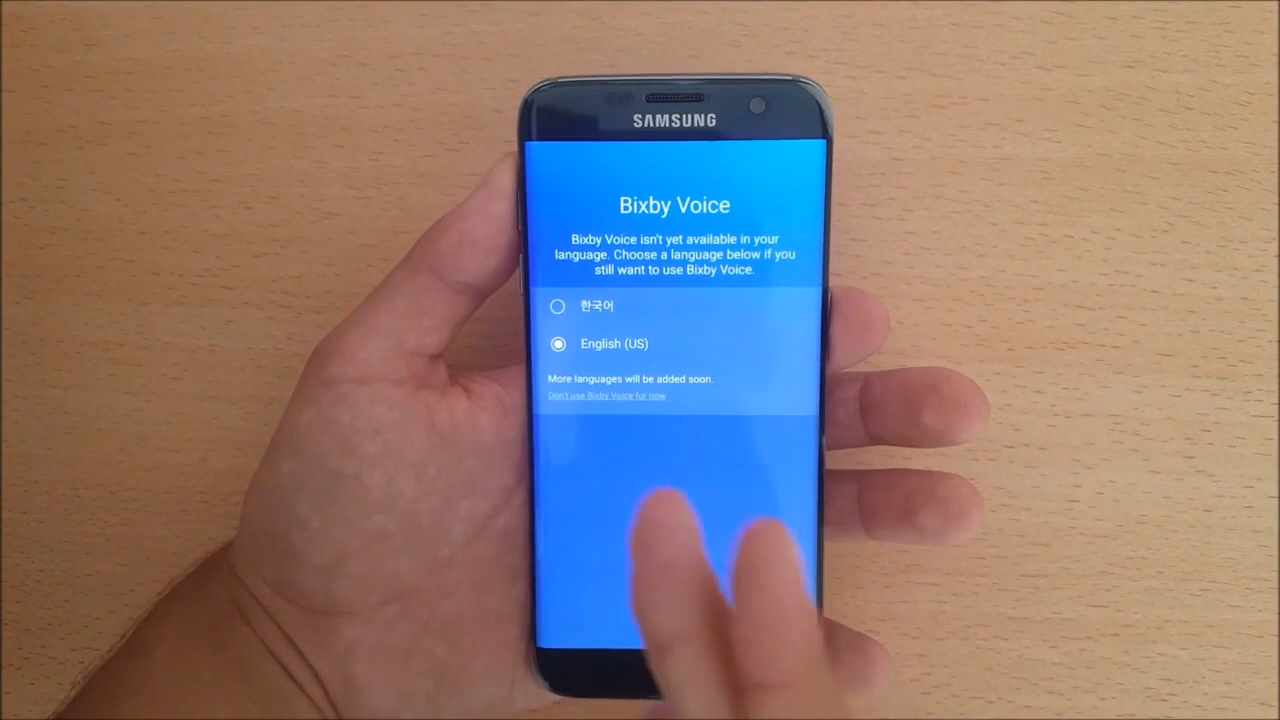 SAMSUNG
Bixby Voice
Bixby Voice isn't yet available in your
language. Choose a language below if you
still want to use Bixby Voice.
한국어
English (US)
More languages will be added soon.
Don't use Bixby Voice for now